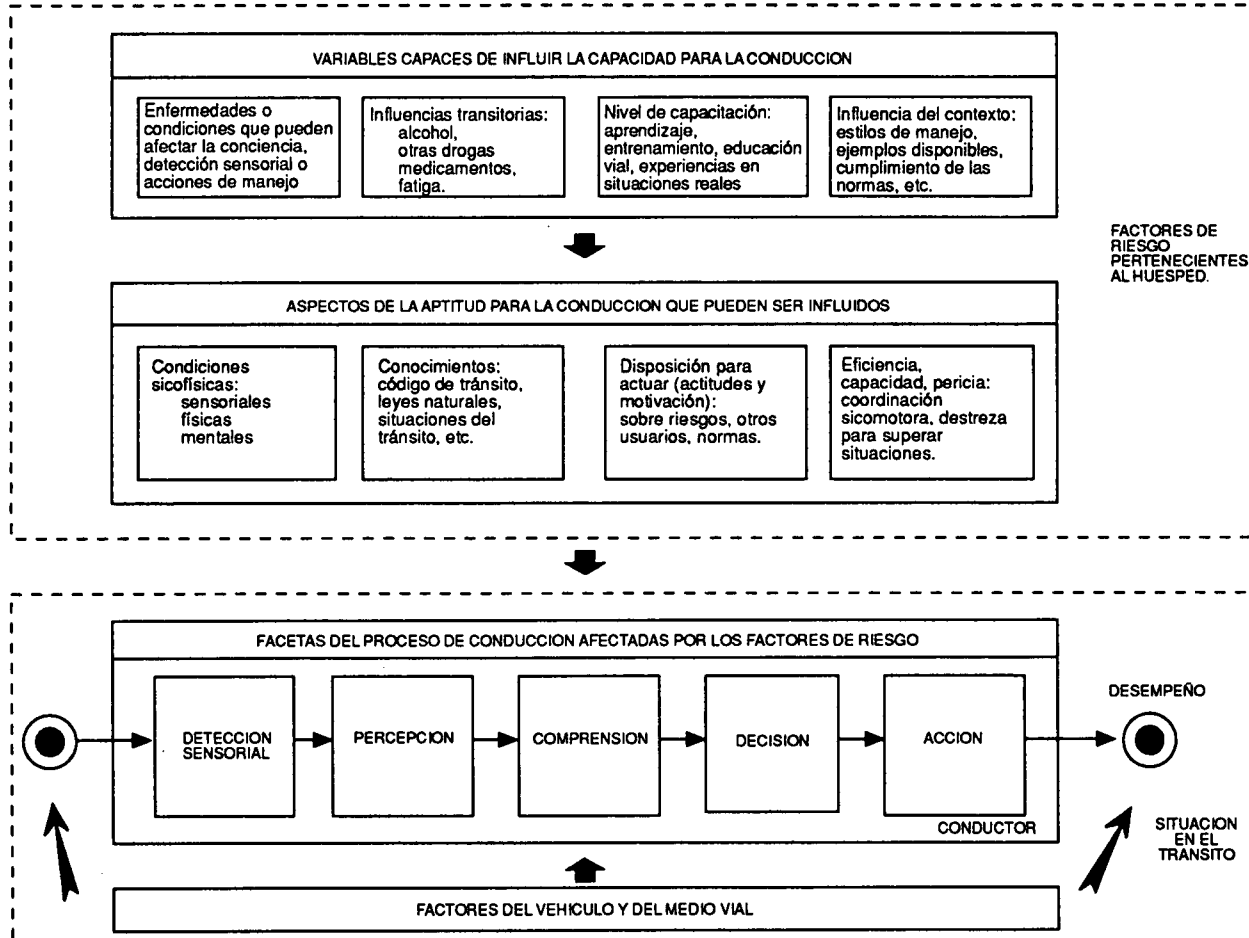 VARIABLES CAPACES DE INFLUIR LA CAPACIDAD PARA LA CONDUCCION
Enfermedades o
condiciones que pueden
afectar la conciencia,
detección sensorial o
acciones de manejo
Influencias transitorias:
alcohol,
otras drogas
medicamentos,
fatiga.
Nivel de capacitación:
aprendizaje,
entrenamiento, educación
vial, experiencias en
situaciones reales
Influencia del contexto:
estilos de manejo,
ejemplos disponibles,
cumplimiento de las
normas, etc.
FACTORES DE
RIESGO
PERTENECIENTES
AL HUESPED.
ASPECTOS DE LA APTITUD PARA LA CONDUCCION QUE PUEDEN SER INFLUIDOS
Condiciones
sicofísicas:
sensoriales
físicas
mentales
Conocimientos:
código de tránsito,
leyes naturales,
situaciones del
tránsito, etc.
Disposición para
actuar (actitudes y
motivación):
sobre riesgos, otros
usuarios, normas.
Eficiencia,
capacidad, pericia:
coordinación
sicomotora, destreza
para superar
situaciones.
FACETAS DEL PROCESO DE CONDUCCION AFECTADAS POR LOS FACTORES DE RIESGO
DETECCION
SENSORIAL
PERCEPCION
COMPRENSION
DECISION
ACCION
CONDUCTOR
DESEMPEÑO
SITUACION
EN EL
TRANSITO
FACTORES DEL VEHICULO Y DEL MEDIO VIAL